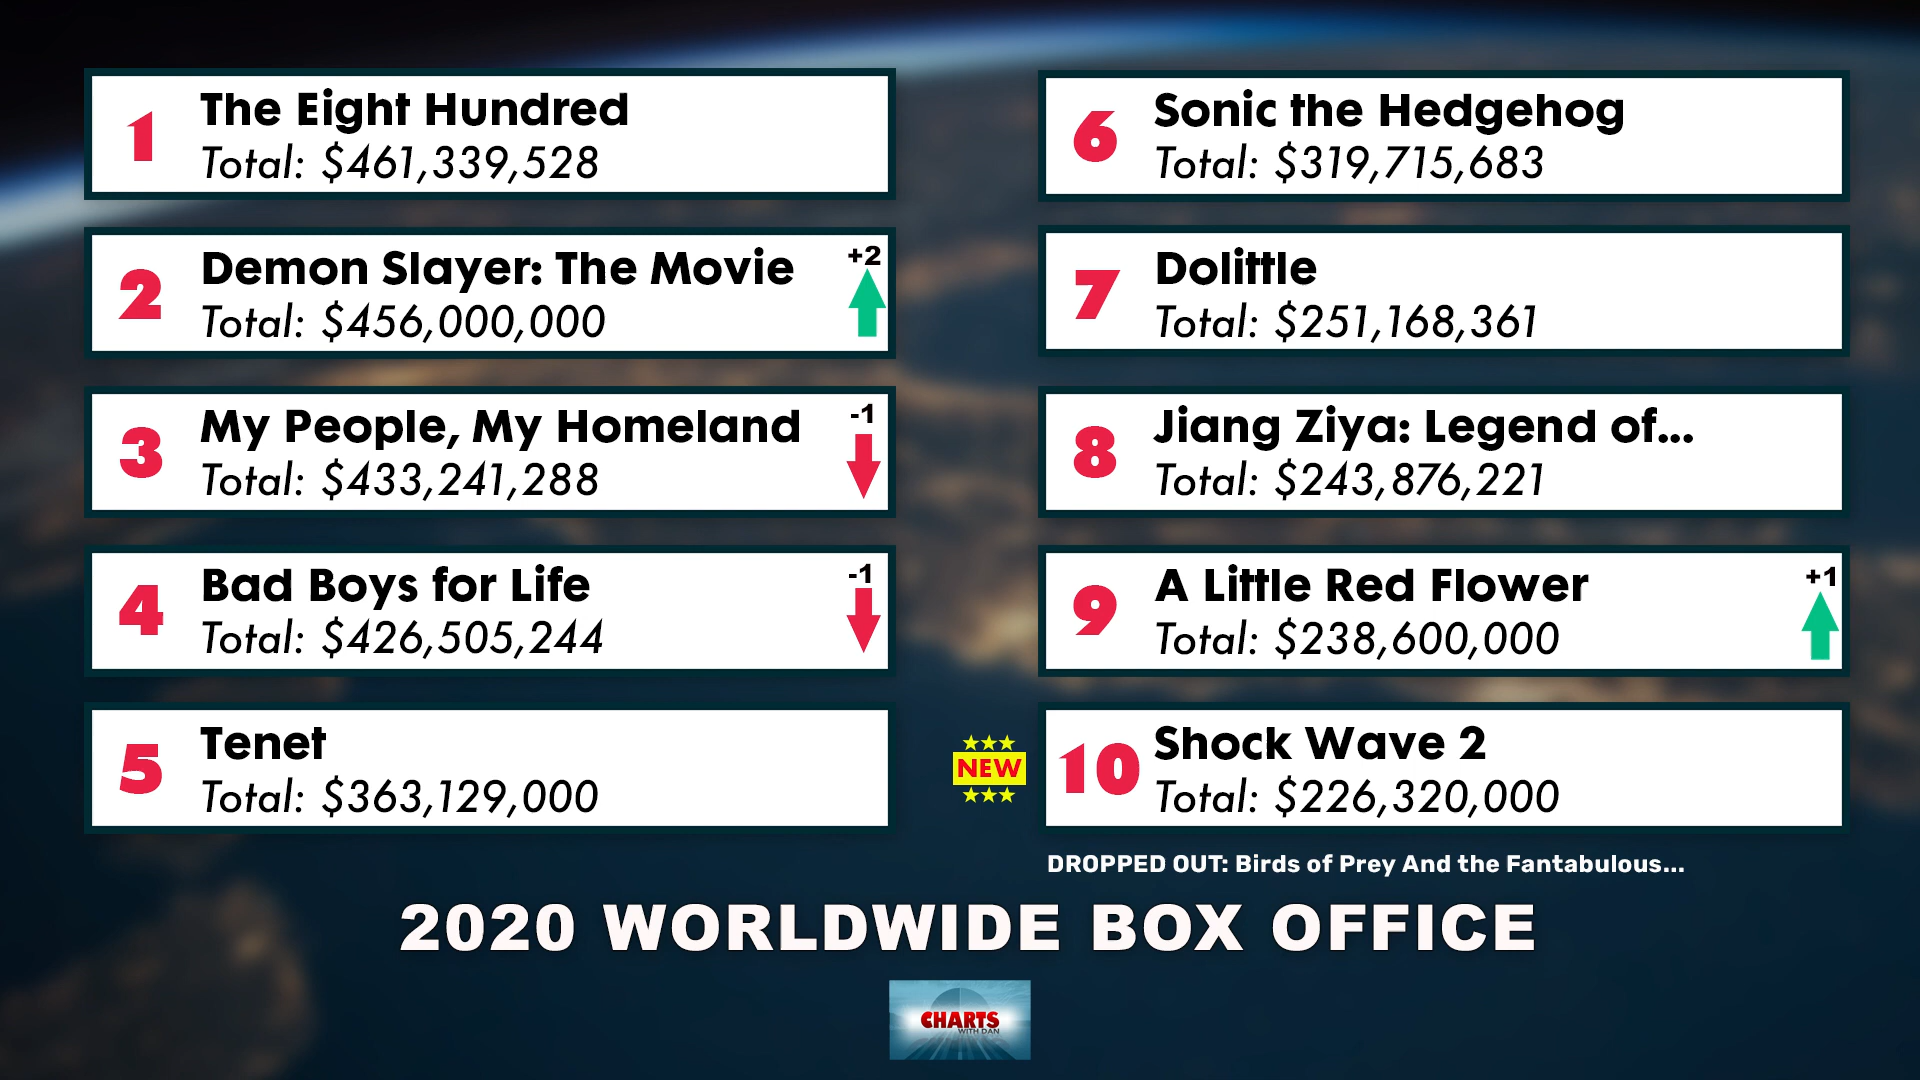 1
The Eight Hundred
Total: $461,339,528
2
Demon Slayer: The Movie
Total: $456,000,000
+2
3
My People, My Homeland
Total: $433,241,288
-1
4
Bad Boys for Life
Total: $426,505,244
-1
5
Tenet
Total: $363,129,000
6
Sonic the Hedgehog
Total: $319,715,683
7
Dolittle
Total: $251,168,361
8
Jiang Ziya: Legend of...
Total: $243,876,221
9
A Little Red Flower
Total: $238,600,000
+1
NEW
10
Shock Wave 2
Total: $226,320,000
DROPPED OUT: Birds of Prey And the Fantabulous...
2020 WORLDWIDE BOX OFFICE
CHARTS
WITH DAN